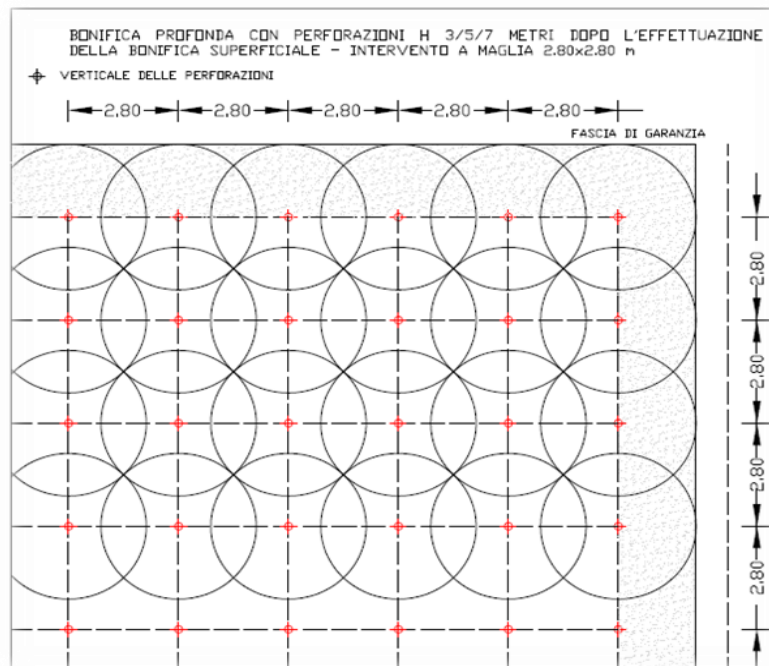 BONIFICA PROFONDA CON PERFORAZIONI H 3/5/7 METRI DOPO L'EFFETTUAZIONE
DELLA BONIFICA SUPERFICIALE - INTERVENTO A MAGLIA 2.80x2.80 m
VERTICALE DELLE PERFORAZIONI
2.80 2.80 2.80 2.80 2.80
FASCIA DI GARANZIA
2.80
2.80
2.80
2.80